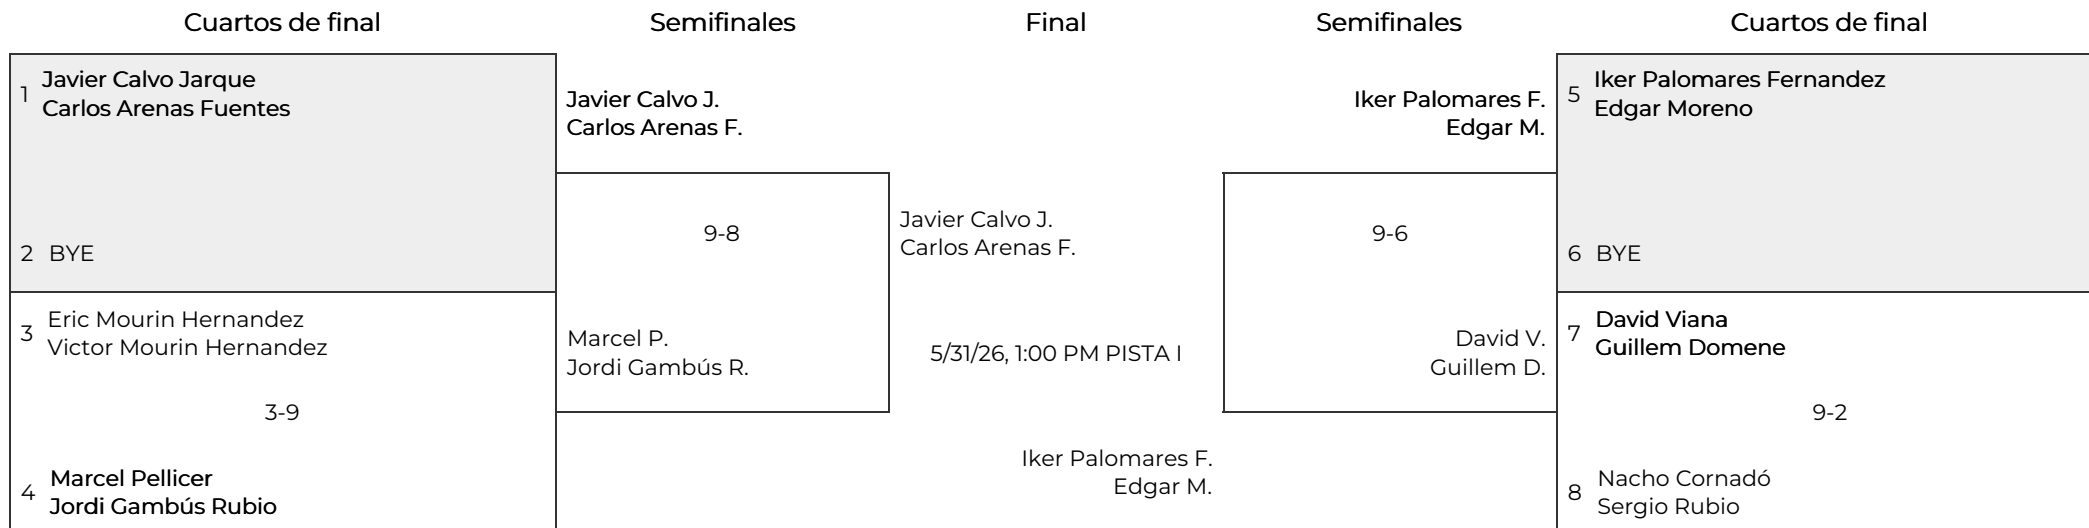 Cuartos de final
Semifinales
Final
Semifinales
Cuartos de final
1
Javier Calvo Jarque
Carlos Arenas Fuentes
2 BYE
3
Eric Mourin Hernandez
Victor Mourin Hernandez
3-9
4
Marcel Pellicer
Jordi Gambús Rubio
Javier Calvo J.
Carlos Arenas F.
9-8
Marcel P.
Jordi Gambús R.
Javier Calvo J.
Carlos Arenas F.
5/31/26, 1:00 PM PISTA I
Iker Palomares F.
Edgar M.
Iker Palomares F.
Edgar M.
9-6
David V.
Guillem D.
5
Iker Palomares Fernandez
Edgar Moreno
6 BYE
7
David Viana
Guillem Domene
9-2
8
Nacho Cornadó
Sergio Rubio